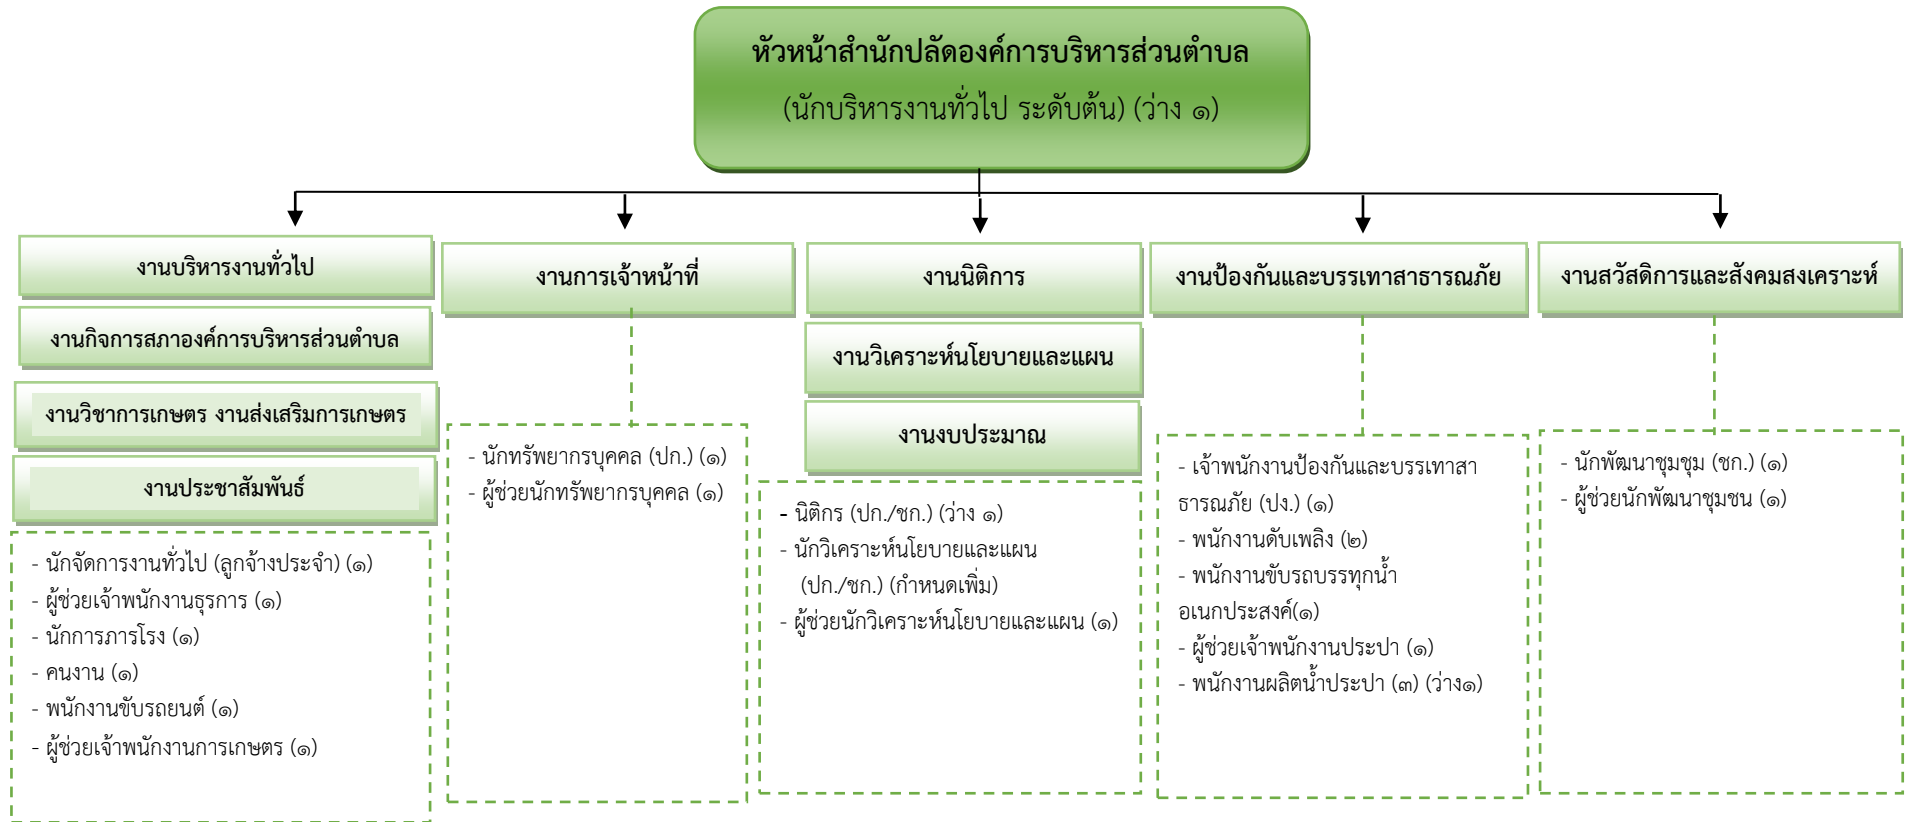 หัวหน้าสำนักปลัดองค์การบริหารส่วนตำบล
(นักบริหารงานทั่วไป ระดับต้น) (ว่าง ๑)
งานบริหารงานทั่วไป
งานกิจการสภาองค์การบริหารส่วนตำบล
งานวิชาการเกษตร งานส่งเสริมการเกษตร
งานประชาสัมพันธ์
- นักจัดการงานทั่วไป (ลูกจ้างประจำ) (๑)
- ผู้ช่วยเจ้าพนักงานธุรการ (๑)
- นักการภารโรง (๑)
- คนงาน (๑)
- พนักงานขับรถยนต์ (๑)
- ผู้ช่วยเจ้าพนักงานการเกษตร (๑)
งานการเจ้าหน้าที่
- นักทรัพยากรบุคคล (ปก.) (๑)
- ผู้ช่วยนักทรัพยากรบุคคล (๑)
งานนิติการ
งานวิเคราะห์นโยบายและแผน
งานงบประมาณ
- นิติกร (ปก./ชก.) (ว่าง ๑)
- นักวิเคราะห์นโยบายและแผน
(ปก./ชก.) (กำหนดเพิ่ม)
- ผู้ช่วยนักวิเคราะห์นโยบายและแผน (๑)
งานป้องกันและบรรเทาสาธารณภัย
- เจ้าพนักงานป้องกันและบรรเทาสา
ธารณภัย (ปง.) (๑)
- พนักงานดับเพลิง (๒)
- พนักงานขับรถบรรทุกน้ำ
อเนกประสงค์(๑)
- ผู้ช่วยเจ้าพนักงานประปา (๑)
- พนักงานผลิตน้ำประปา (๓) (ว่าง๑)
งานสวัสดิการและสังคมสงเคราะห์
- นักพัฒนาชุมชุม (ชก.) (๑)
- ผู้ช่วยนักพัฒนาชุมชน (๑)